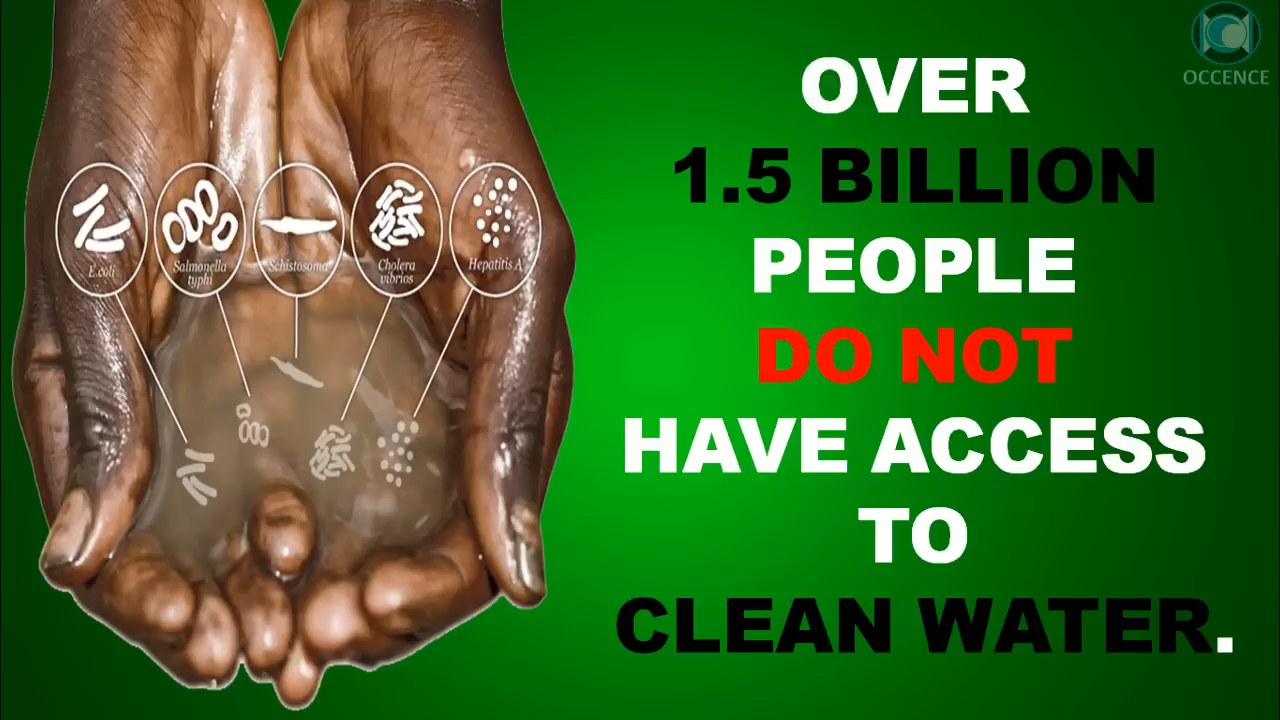 OCCENCE
E.coli
Salmonella
typhi
Schistosoma
Cholera
vibrios
Hepatitis A
OVER
1.5 BILLION
PEOPLE
DO NOT
HAVE ACCESS
TO
CLEAN WATER.